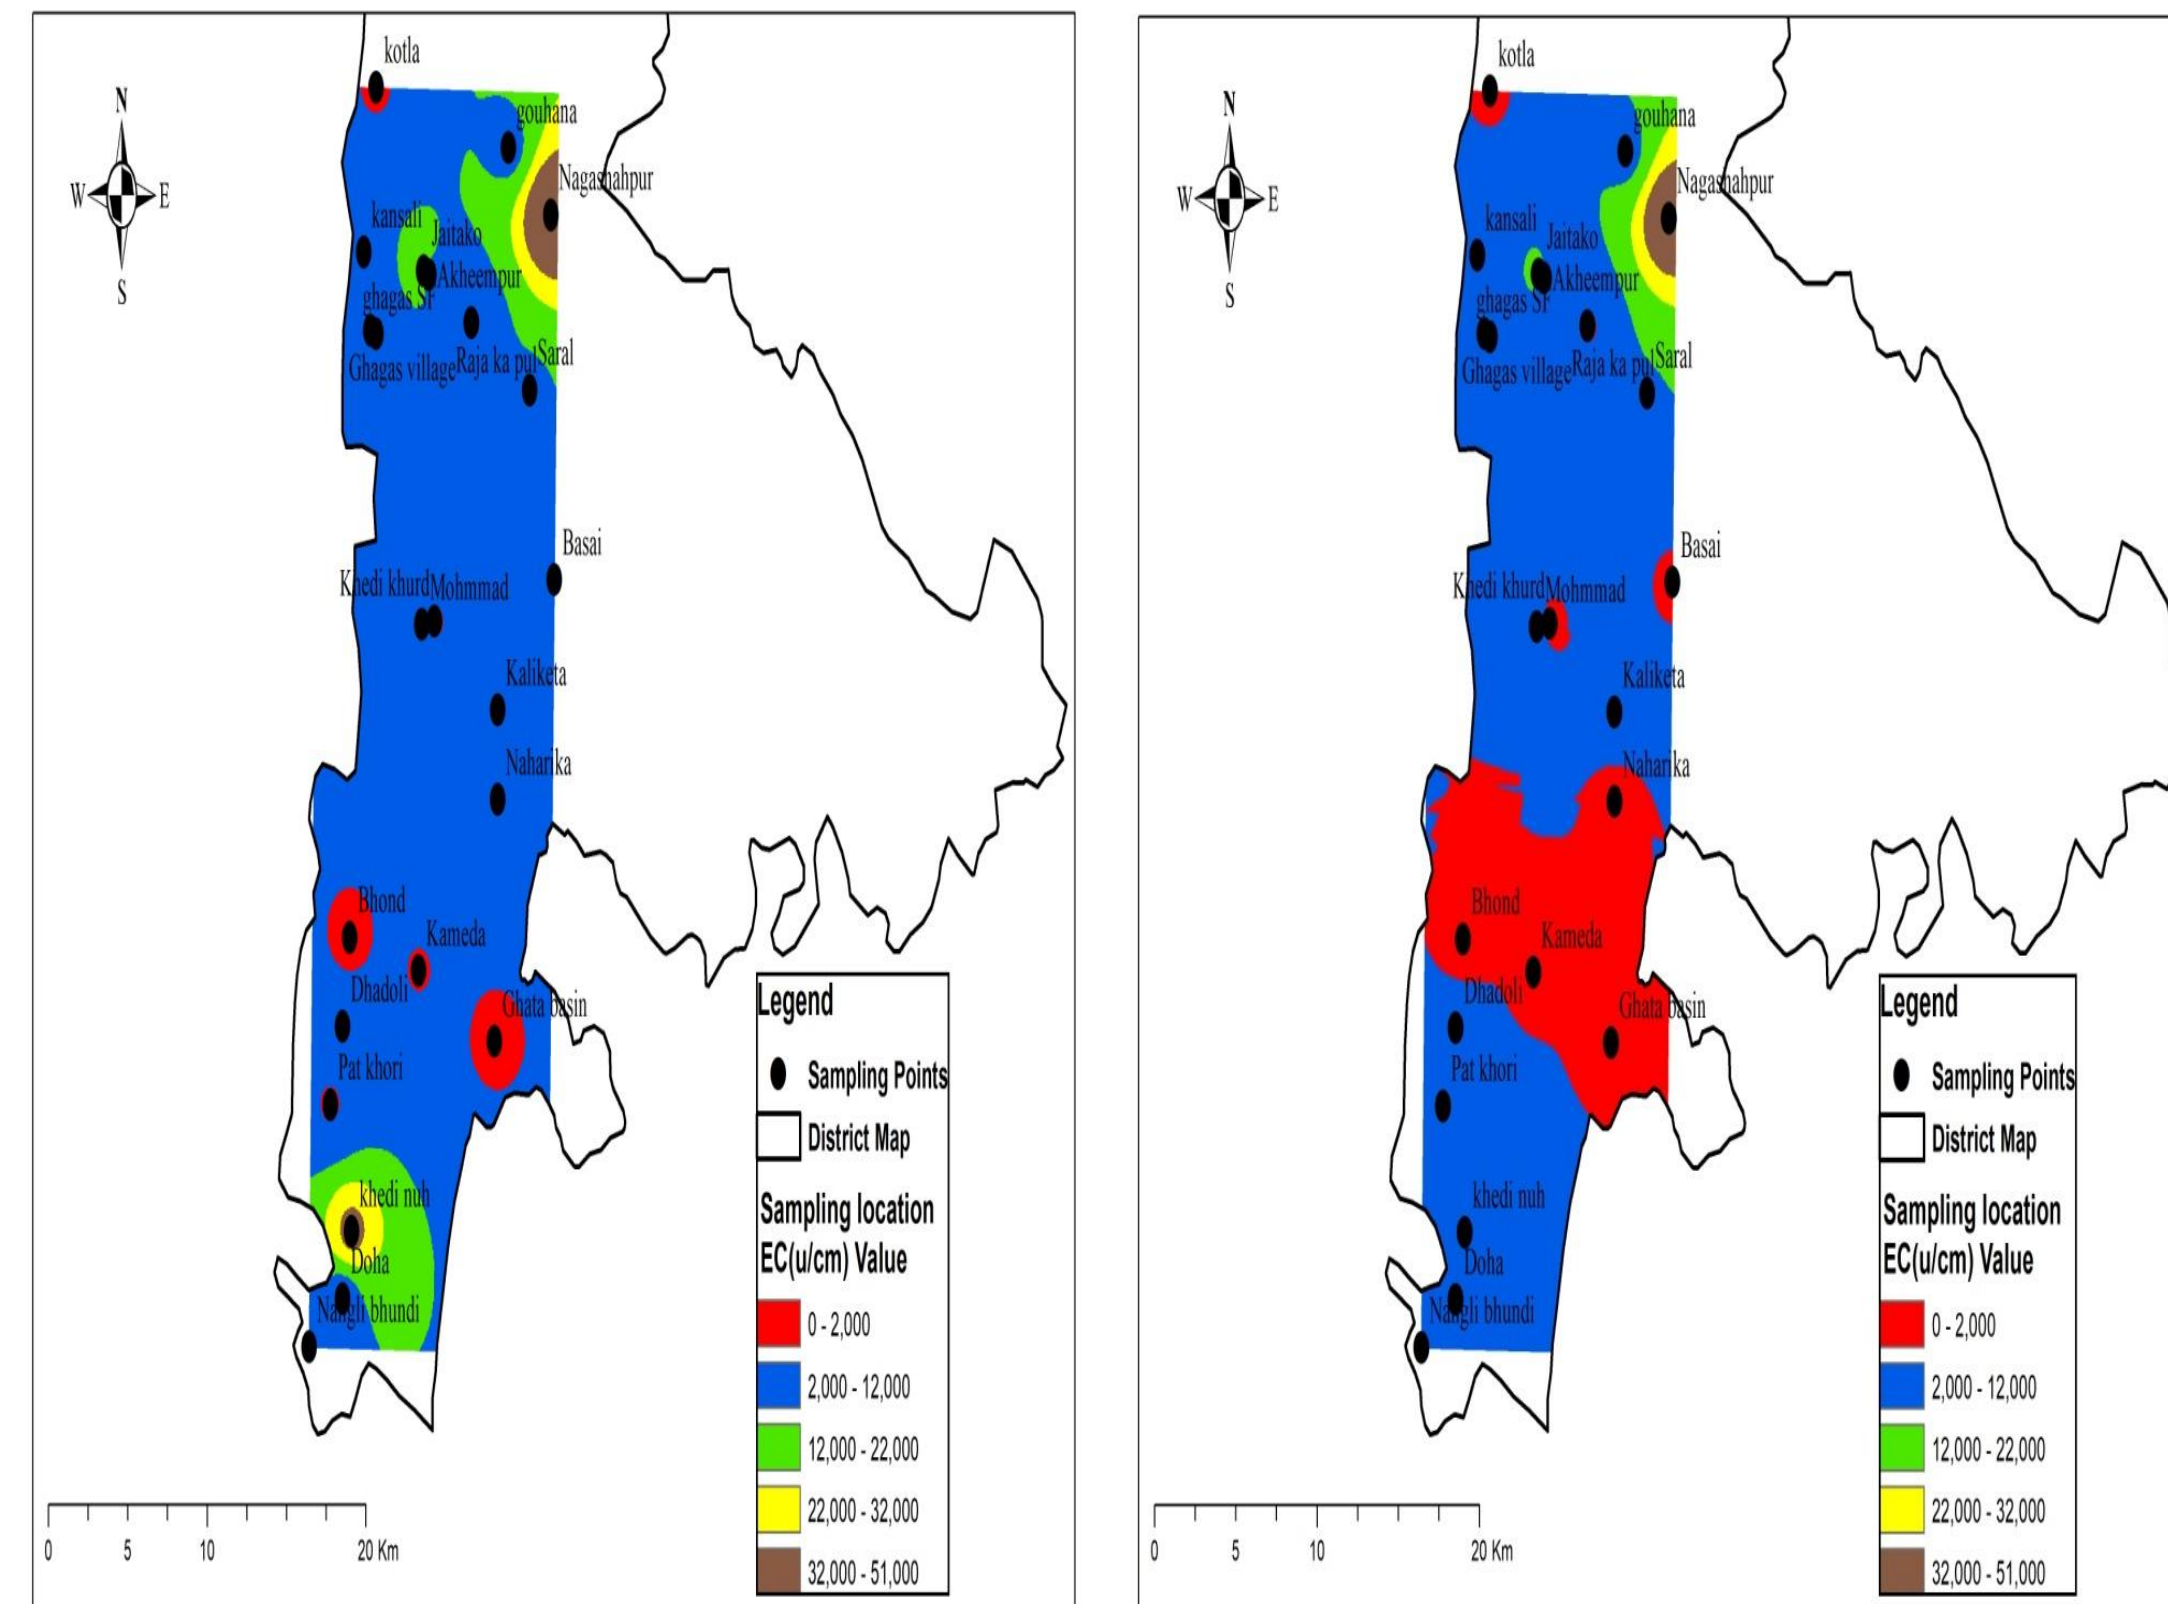 kotla
N
gouhana
W
E
Nagashahpur
kansali
Jaitako
S
Akheempur
ghagas SF
Ghagas village
Raja ka pul
Saral
Basai
Khedi khurd
Mohmmad
Kaliketa
Naharika
Bhond
Kameda
Dhadoli
Ghata basin
Pat khori
khedi nuh
Doha
Nangli bhundi
Legend
Sampling Points
District Map
Sampling location
EC(u/cm) Value
0 - 2,000
2,000 - 12,000
12,000 - 22,000
22,000 - 32,000
32,000 - 51,000
0 5 10 20 Km
kotla
N
gouhana
W
E
Nagashahpur
kansali
Jaitako
S
Akheempur
ghagas SF
Ghagas village
Raja ka pul
Saral
Basai
Khedi khurd
Mohmmad
Kaliketa
Naharika
Bhond
Kameda
Dhadoli
Ghata basin
Pat khori
khedi nuh
Doha
Nangli bhundi
Legend
Sampling Points
District Map
Sampling location
EC(u/cm) Value
0 - 2,000
2,000 - 12,000
12,000 - 22,000
22,000 - 32,000
32,000 - 51,000
0 5 10 20 Km